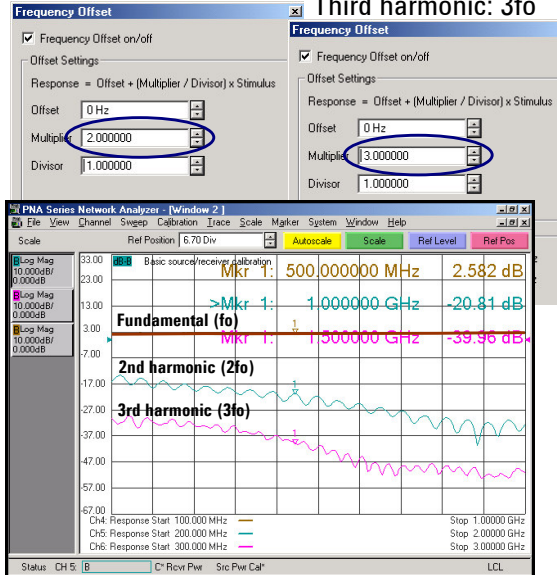 Third harmonic: 3fo
Frequency Offset
Frequency Offset on/off
Offset Settings
Response = Offset + (Multiplier / Divisor) x Stimulus
Offset 0 Hz
Multiplier 2.000000
Divisor 1.000000
Frequency Offset
Frequency Offset on/off
Offset Settings
Response = Offset + (Multiplier / Divisor) x Stimulus
Offset 0 Hz
Multiplier 3.000000
Divisor 1.000000
PNA Series Network Analyzer - [Window 2 ]
File View Channel Sweep Calibration Trace Scale Marker System Window Help
Scale Ref Position 6.70 Div Autoscale Scale Ref Level Ref Pos
B Log Mag
10.000dB/
0.000dB
B Log Mag
10.000dB/
0.000dB
B Log Mag
10.000dB/
0.000dB
33.00
23.00
13.00
3.00
-7.00
-17.00
-27.00
-37.00
-47.00
-57.00
-67.00
dB-B Basic source/receiver calibration
Mkr 1: 500.000000 MHz 2.582 dB
>Mkr 1: 1.000000 GHz -20.81 dB
Mkr 1: 1.500000 GHz -39.96 dB
Fundamental (fo)
1
2nd harmonic (2fo)
1
3rd harmonic (3fo)
1
Ch4: Response Start 100.000 MHz Stop 1.00000 GHz
Ch5: Response Start 200.000 MHz Stop 2.00000 GHz
Ch6: Response Start 300.000 MHz Stop 3.00000 GHz
Status CH 5: B C* Rcvr Pwr Src Pwr Cal* LCL